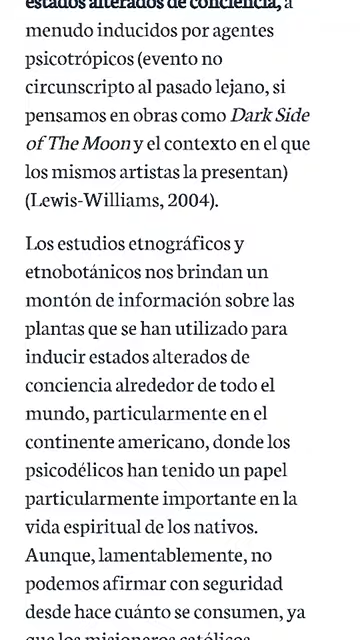 estados alterados de conciencia, a
menudo inducidos por agentes
psicotrópicos (evento no
circunscripto al pasado lejano, si
pensamos en obras como Dark Side
of The Moon y el contexto en el que
los mismos artistas la presentan)
(Lewis-Williams, 2004).
Los estudios etnográficos y
etnobotánicos nos brindan un
montón de información sobre las
plantas que se han utilizado para
inducir estados alterados de
conciencia alrededor de todo el
mundo, particularmente en el
continente americano, donde los
psicodélicos han tenido un papel
particularmente importante en la
vida espiritual de los nativos.
Aunque, lamentablemente, no
podemos afirmar con seguridad
desde hace cuánto se consumen, ya
que los misioneros católicos